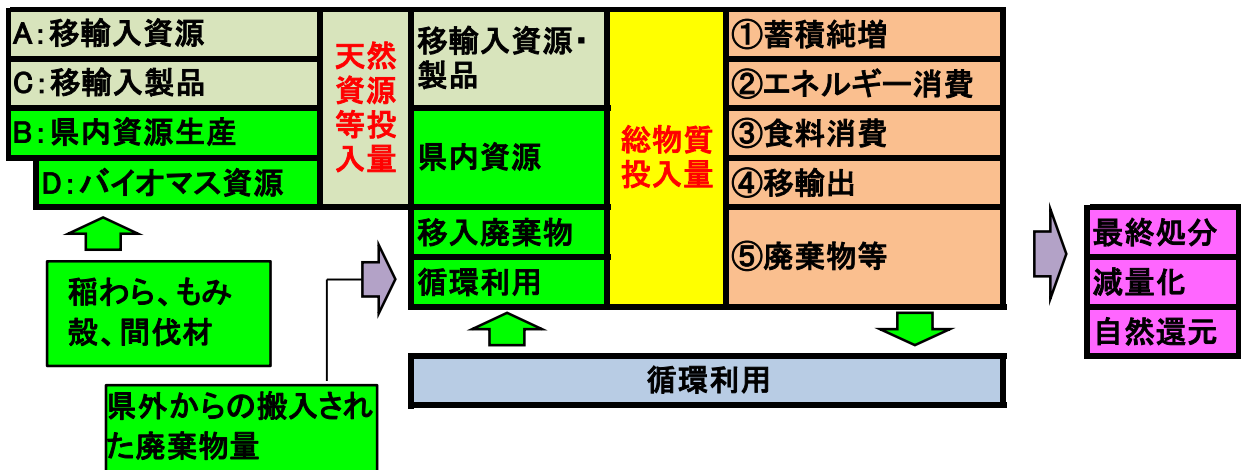 A：移輸入資源
C：移輸入製品
B：県内資源生産
D：バイオマス資源
天然
資源
等投
入量
移輸入資源・
製品
県内資源
移入廃棄物
循環利用
総物質
投入量
①蓄積純増
②エネルギー消費
③食料消費
④移輸出
⑤廃棄物等
最終処分
減量化
自然還元
稲わら、もみ
殻、間伐材
県外からの搬入され
た廃棄物量
循環利用